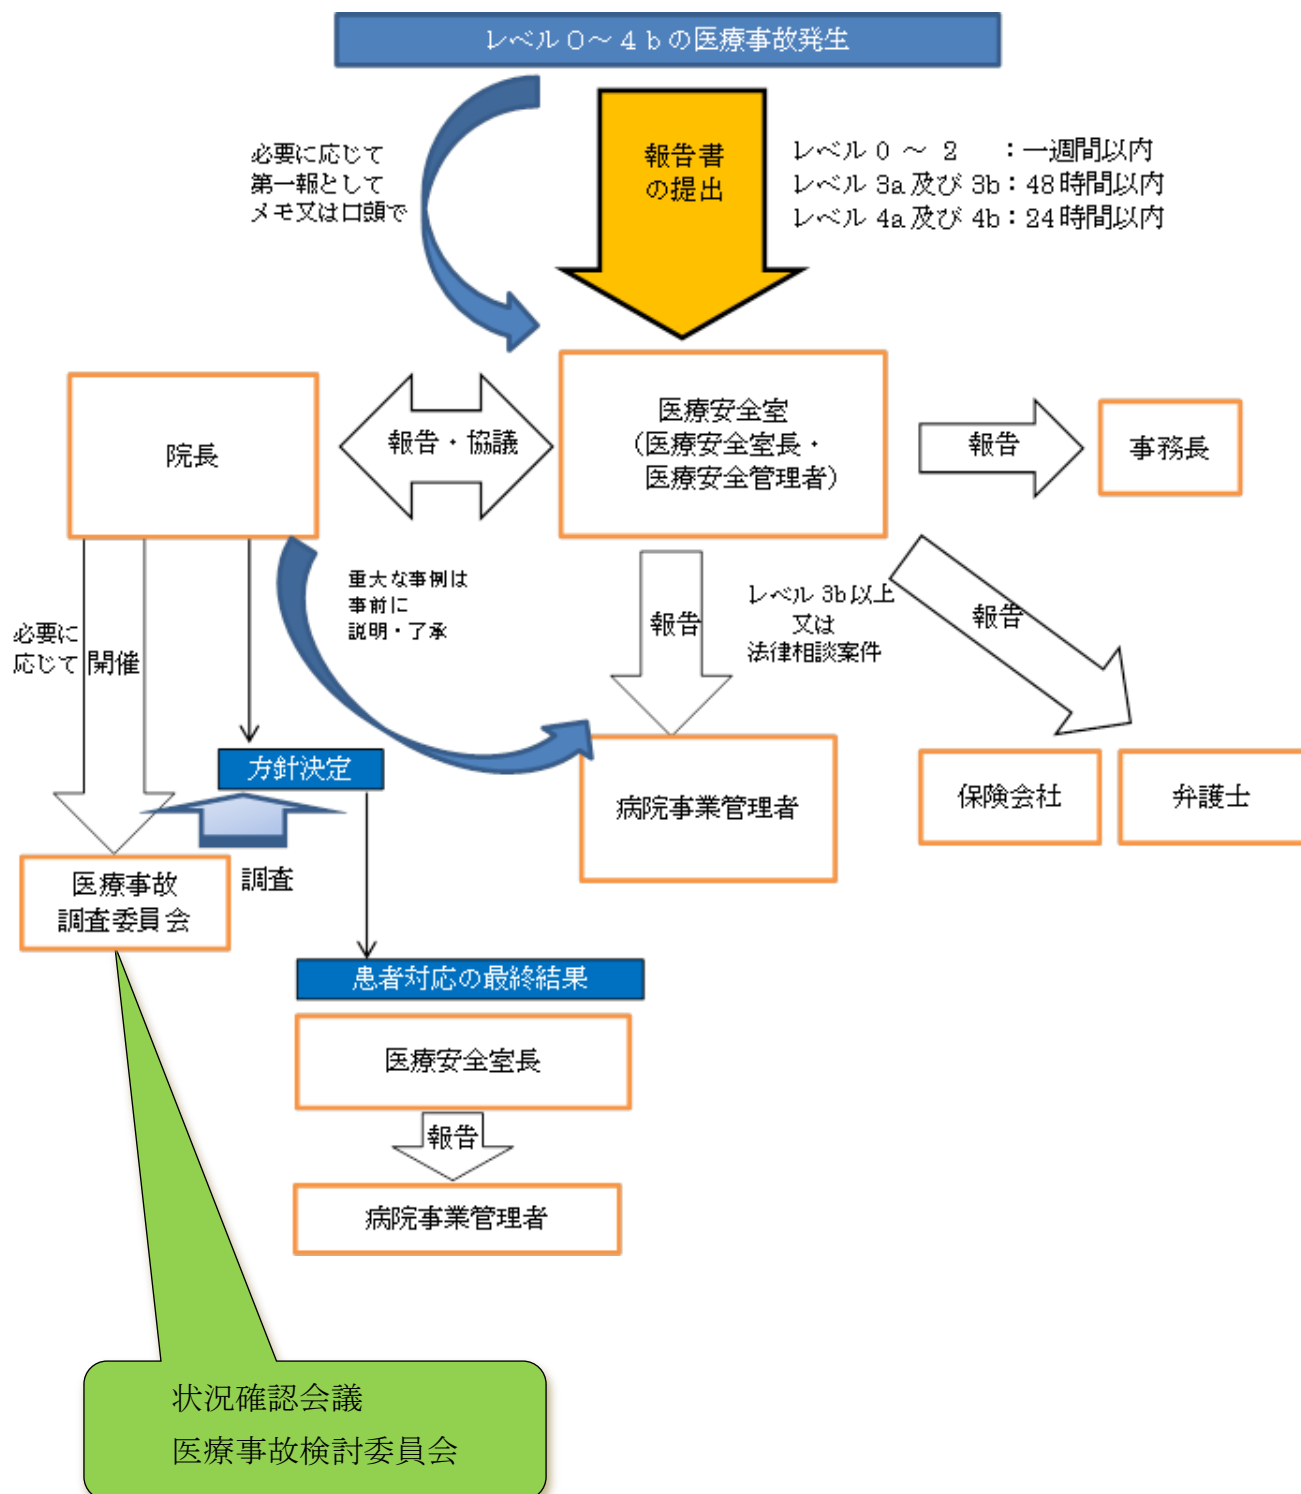 レベル０～４ｂの医療事故発生
必要に応じて
第一報として
メモ又は口頭で
報告書
の提出
レベル 0 ～ 2　：一週間以内
レベル 3a 及び 3b：48 時間以内
レベル 4a 及び 4b：24 時間以内
院長
報告・協議
医療安全室
（医療安全室長・
医療安全管理者）
報告
事務長
必要に
応じて
開催
重大な事例は
事前に
説明・了承
報告
レベル 3b 以上
又は
法律相談案件
報告
方針決定
病院事業管理者
保険会社
弁護士
調査
医療事故
調査委員会
患者対応の最終結果
医療安全室長
報告
病院事業管理者
状況確認会議
医療事故検討委員会